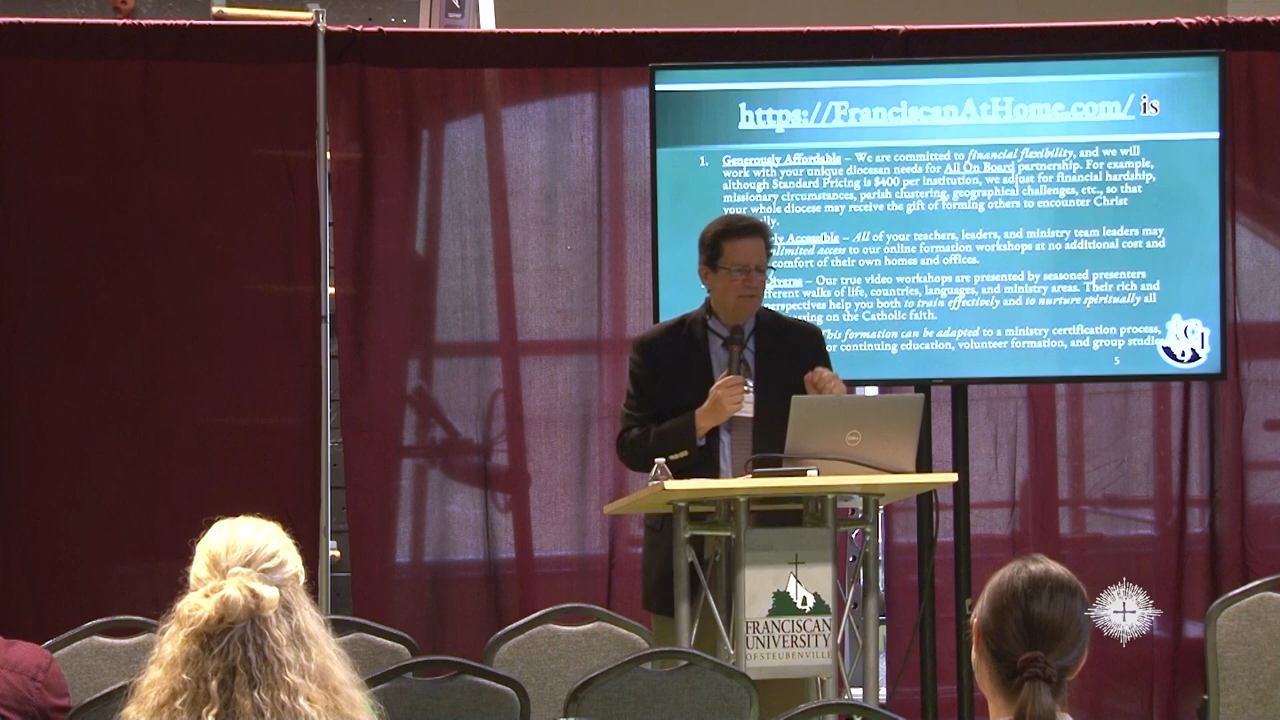 https://FranciscanAtHome.com/ is
1. Generously Affordable – We are committed to financial flexibility, and we will
work with your unique diocesan needs for All On Board partnership. For example,
although Standard Pricing is $400 per institution, we adjust for financial hardship,
missionary circumstances, parish clustering, geographical challenges, etc., so that
your whole diocese may receive the gift of forming others to encounter Christ
Accessible – All of your teachers, leaders, and ministry team leaders may
access to our online formation workshops at no additional cost and
comfort of their own homes and offices.
– Our true video workshops are presented by seasoned presenters
walks of life, countries, languages, and ministry areas. Their rich and
perspectives help you both to train effectively and to nurture spiritually all
on the Catholic faith.
This formation can be adapted to a ministry certification process,
or continuing education, volunteer formation, and group studies
5
DELL
FRANCISCAN
UNIVERSITY
OF STEUBENVILLE